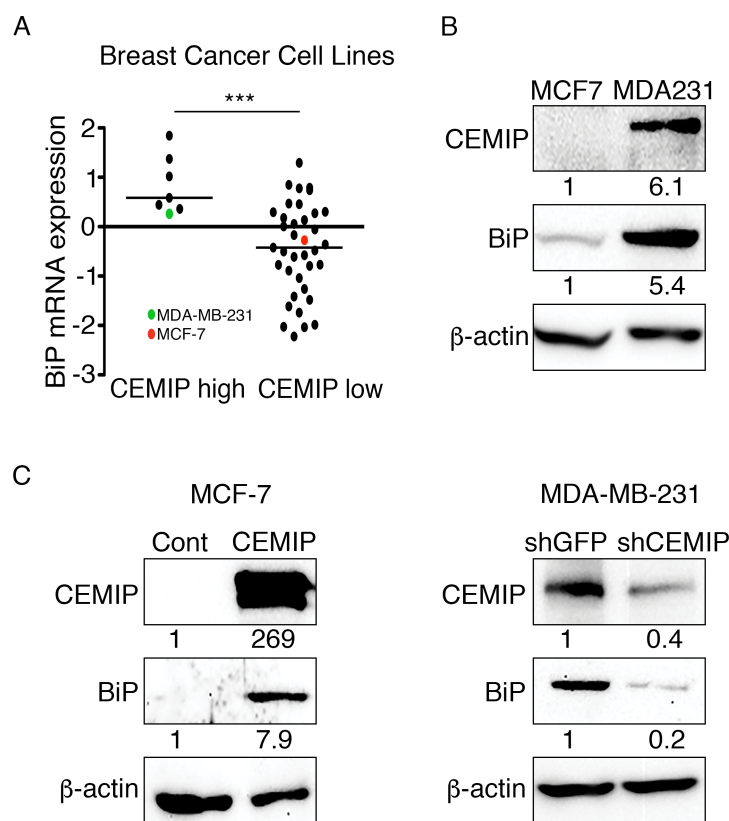 A
Breast Cancer Cell Lines
***
BiP mRNA expression
2
1
0
-1
-2
-3
MDA-MB-231
MCF-7
CEMIP high CEMIP low
B
MCF7 MDA231
CEMIP
1 6.1
BiP
1 5.4
β-actin
C
MCF-7
Cont CEMIP
CEMIP
1 269
BiP
1 7.9
β-actin
MDA-MB-231
shGFP shCEMIP
CEMIP
1 0.4
BiP
1 0.2
β-actin